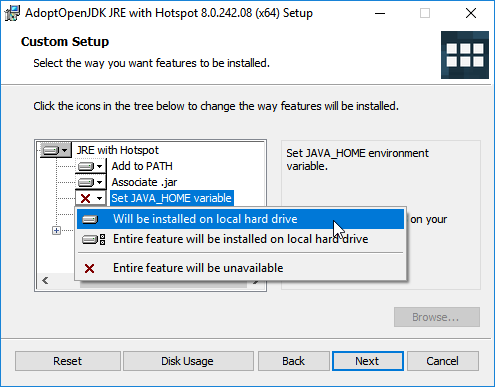 AdoptOpenJDK JRE with Hotspot 8.0.242.08 (x64) Setup
Custom Setup
Select the way you want features to be installed.
Click the icons in the tree below to change the way features will be installed.
JRE with Hotspot
Add to PATH
Associate .jar
Set JAVA_HOME variable
Will be installed on local hard drive
Entire feature will be installed on local hard drive
Entire feature will be unavailable
Set JAVA_HOME environment
variable.
on your
Browse...
Reset
Disk Usage
Back
Next
Cancel